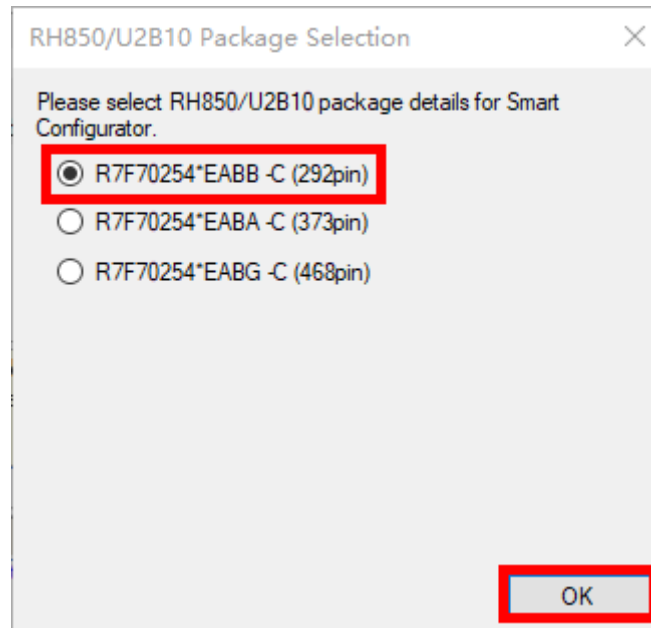 RH850/U2B10 Package Selection
Please select RH850/U2B10 package details for Smart
Configurator.
R7F70254*EABB -C (292pin)
R7F70254*EABA -C (373pin)
R7F70254*EABG -C (468pin)
OK